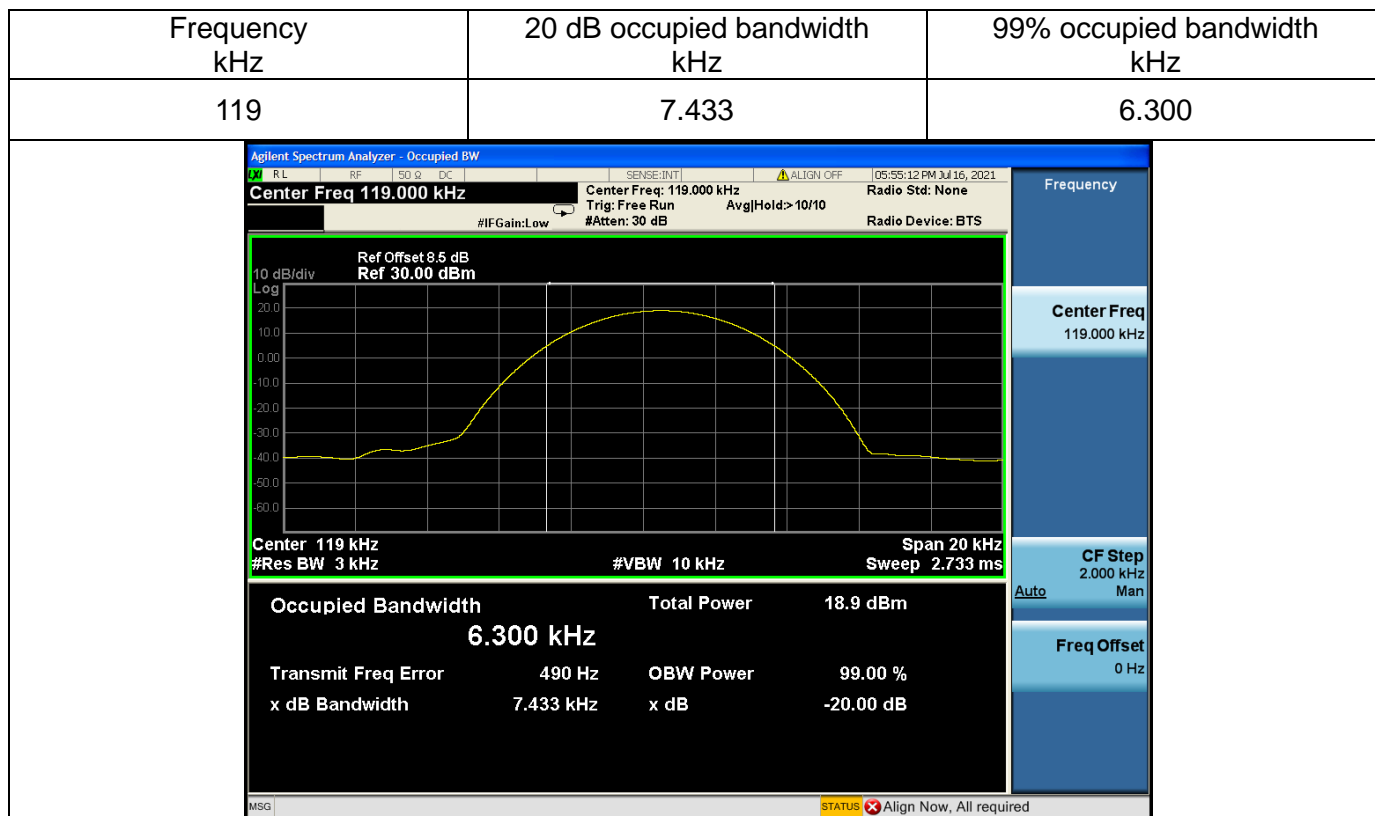 Frequency
kHz
20 dB occupied bandwidth
kHz
99% occupied bandwidth
kHz
119
7.433
6.300
Agilent Spectrum Analyzer - Occupied BW
LXI RL RF 50 Ω DC SENSE:INT ALIGN OFF 05:55:12 PM Jul 16, 2021
Center Freq 119.000 kHz
#IFGain:Low
Center Freq: 119.000 kHz
Trig: Free Run Avg|Hold:>10/10
#Atten: 30 dB
Radio Std: None
Radio Device: BTS
Ref Offset 8.5 dB
10 dB/div Ref 30.00 dBm
Log
20.0
10.0
0.00
-10.0
-20.0
-30.0
-40.0
-50.0
-60.0
Center 119 kHz Span 20 kHz
#Res BW 3 kHz #VBW 10 kHz Sweep 2.733 ms
Occupied Bandwidth Total Power 18.9 dBm
6.300 kHz
Transmit Freq Error 490 Hz OBW Power 99.00 %
x dB Bandwidth 7.433 kHz x dB -20.00 dB
Frequency
Center Freq
119.000 kHz
CF Step
2.000 kHz
Auto Man
Freq Offset
0 Hz
MSG STATUS Align Now, All required